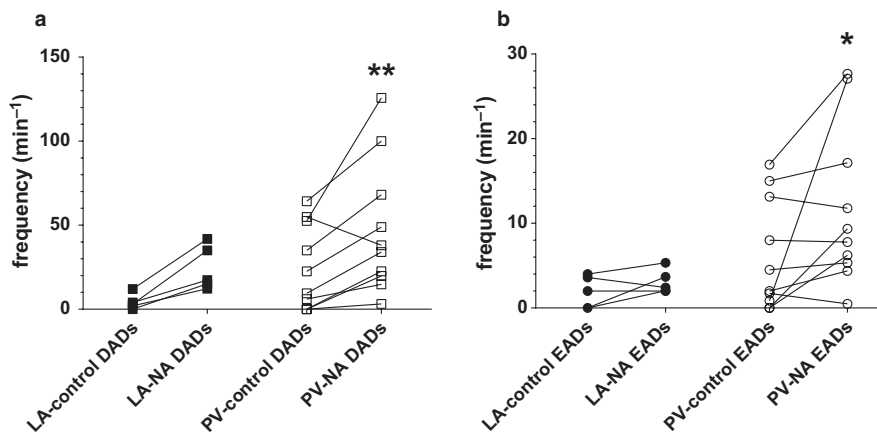 a
frequency (min⁻¹)
150
100
50
0
**
LA-control DADs
LA-NA DADs
PV-control DADs
PV-NA DADs
b
frequency (min⁻¹)
30
20
10
0
*
LA-control EADs
LA-NA EADs
PV-control EADs
PV-NA EADs